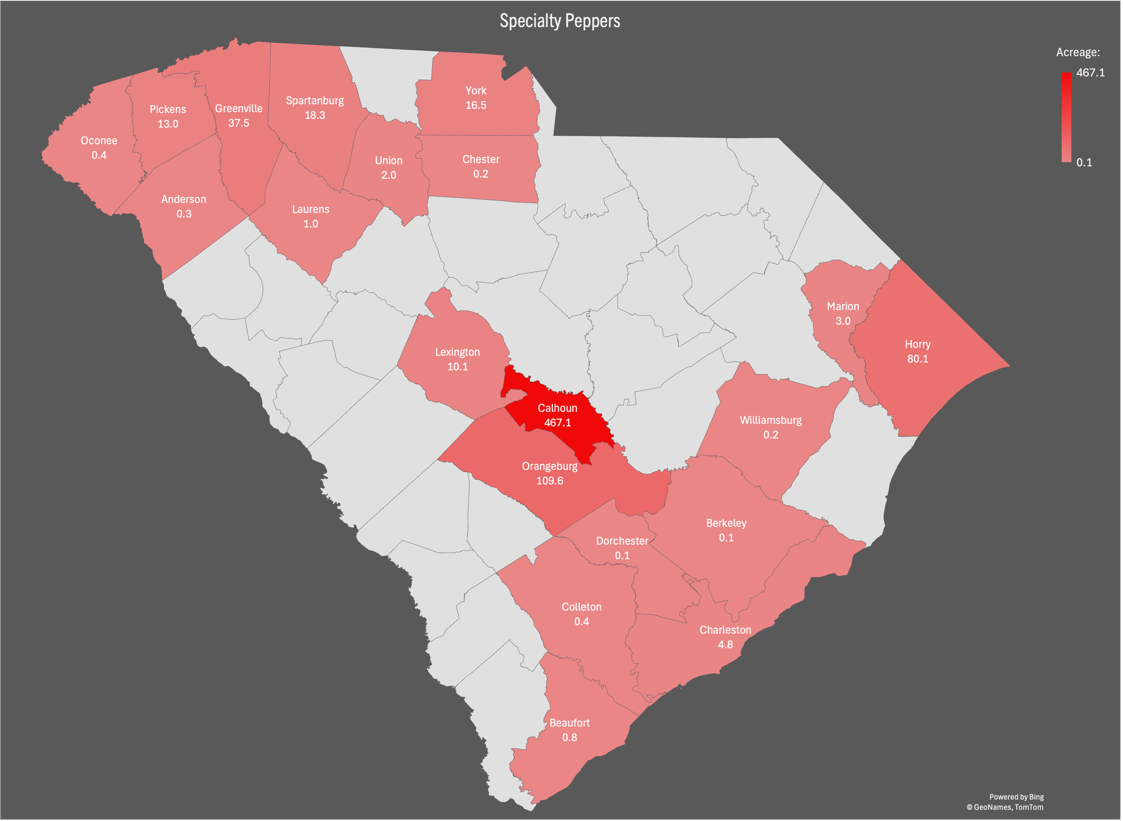 Specialty Peppers
Acreage:
467.1
0.1
York
16.5
Spartanburg
18.3
Pickens
13.0
Greenville
37.5
Oconee
0.4
Union
2.0
Chester
0.2
Anderson
0.3
Laurens
1.0
Marion
3.0
Horry
80.1
Lexington
10.1
Calhoun
467.1
Williamsburg
0.2
Orangeburg
109.6
Berkeley
0.1
Dorchester
0.1
Colleton
0.4
Charleston
4.8
Beaufort
0.8
Powered by Bing
© GeoNames, TomTom